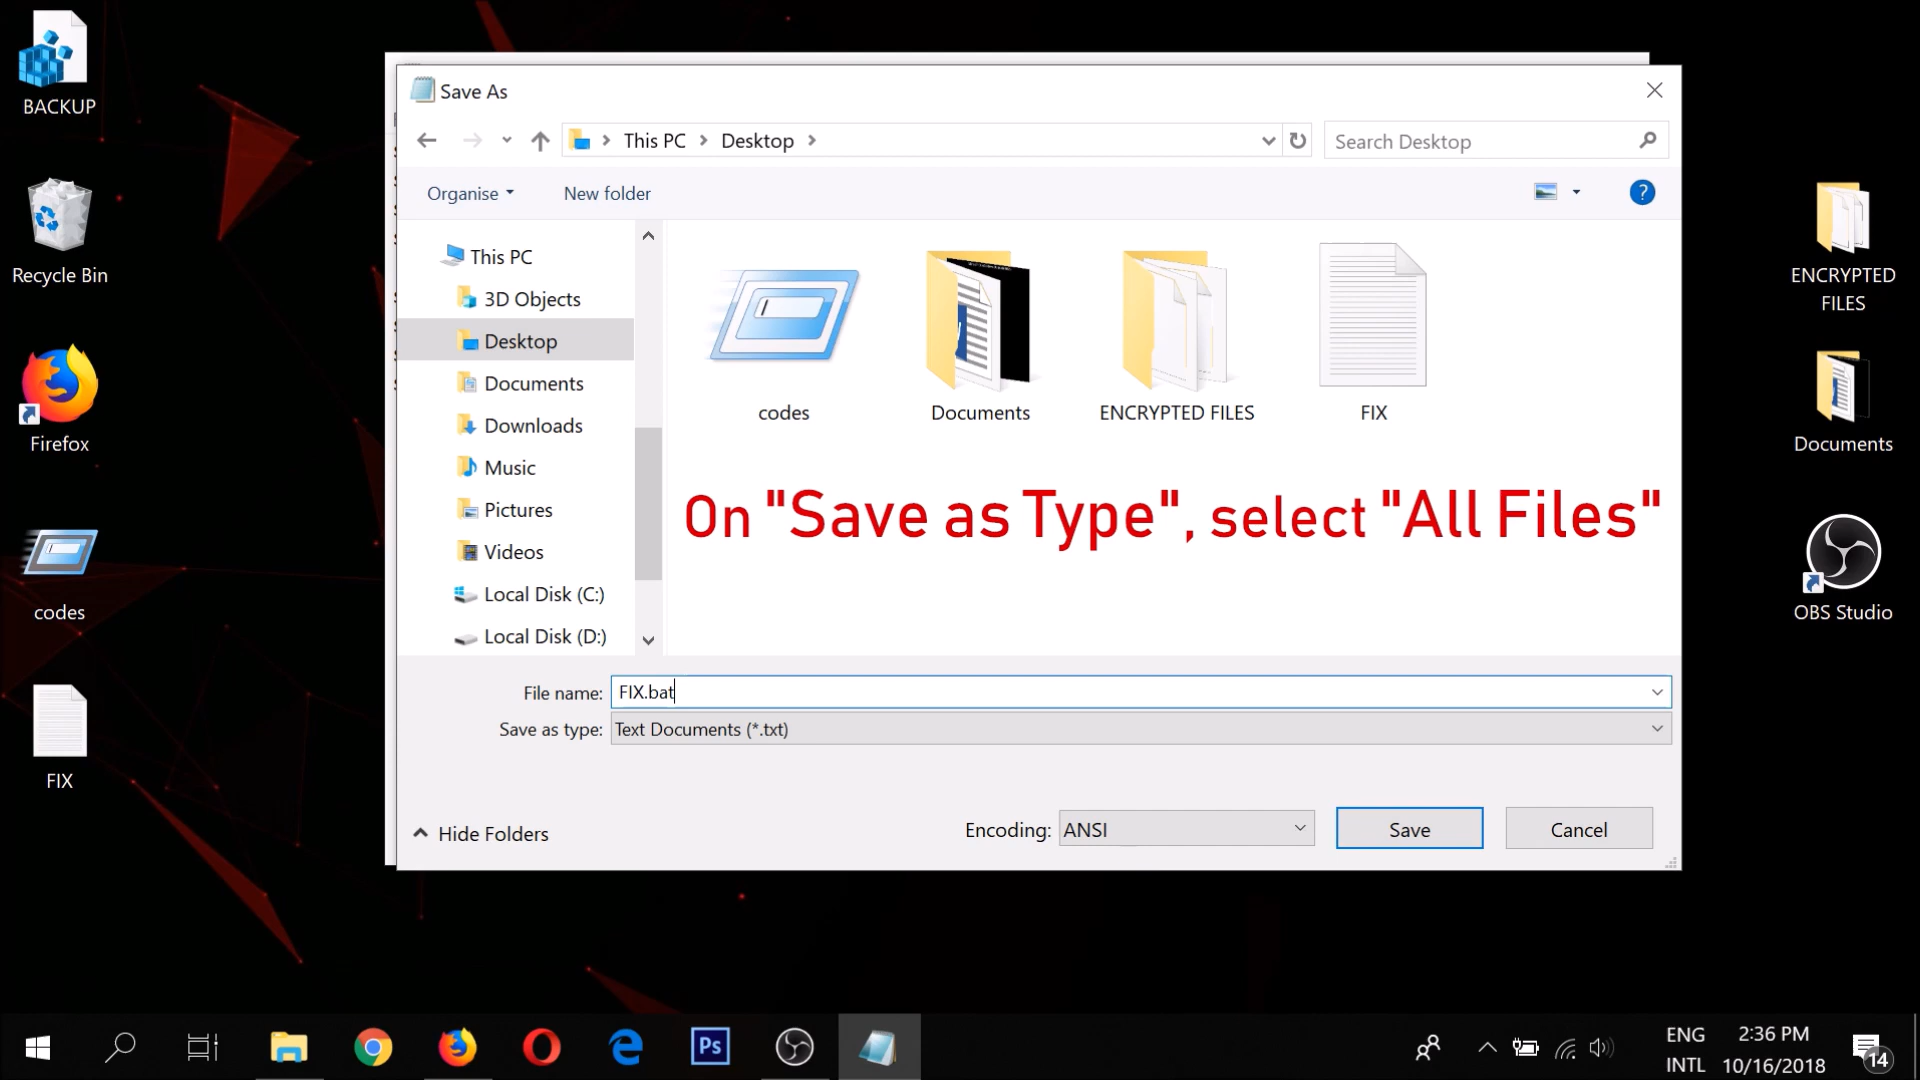 BACKUP
Recycle Bin
Firefox
codes
FIX
Save As
This PC
Desktop
Search Desktop
Organise
New folder
?
This PC
3D Objects
Desktop
Documents
Downloads
Music
Pictures
Videos
Local Disk (C:)
Local Disk (D:)
codes
Documents
ENCRYPTED FILES
FIX
On "Save as Type", select "All Files"
File name: FIX.bat
Save as type: Text Documents (*.txt)
Hide Folders
Encoding: ANSI
Save
Cancel
ENCRYPTED
FILES
Documents
OBS Studio
Ps
ENG
INTL
2:36 PM
10/16/2018
14